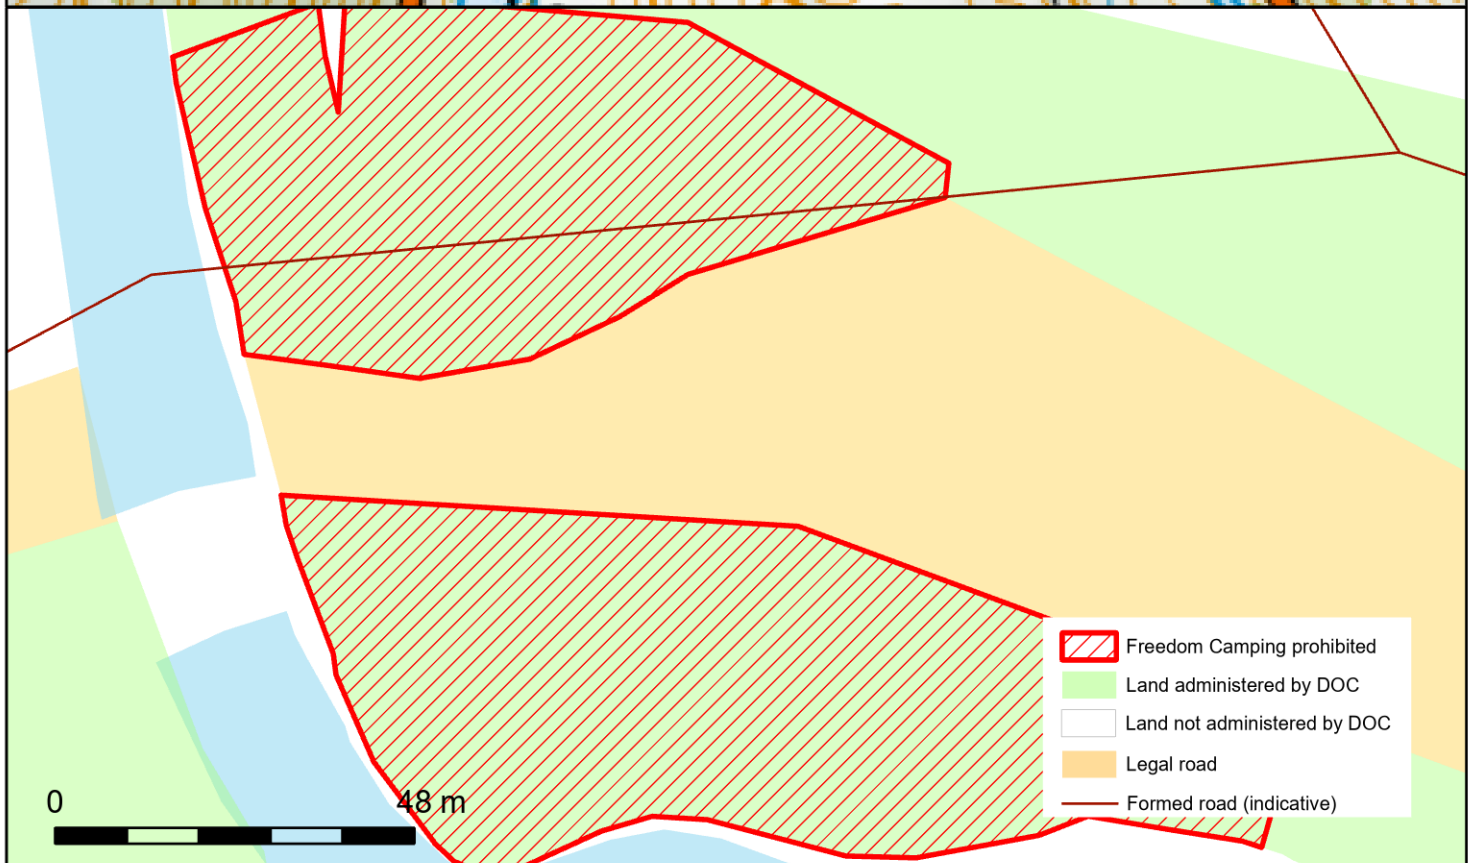 Freedom Camping prohibited
Land administered by DOC
Land not administered by DOC
Legal road
Formed road (indicative)
0 48 m